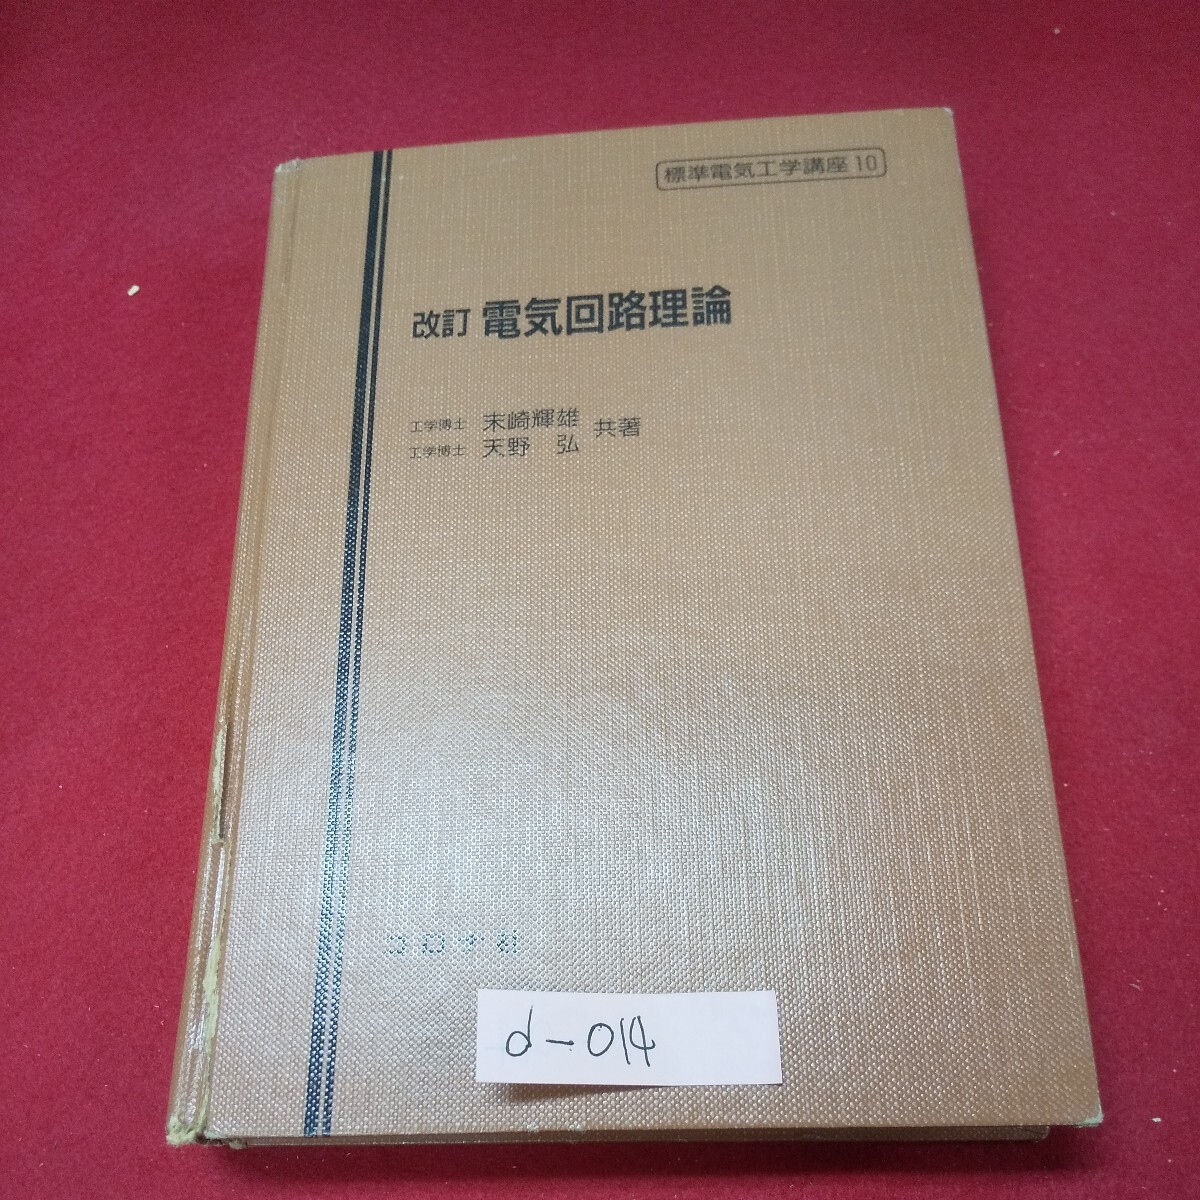 標準電気工学講座 10
改訂 電気回路理論
工学博士 末崎輝雄
工学博士 天野 弘 共著
コロナ社
d-014